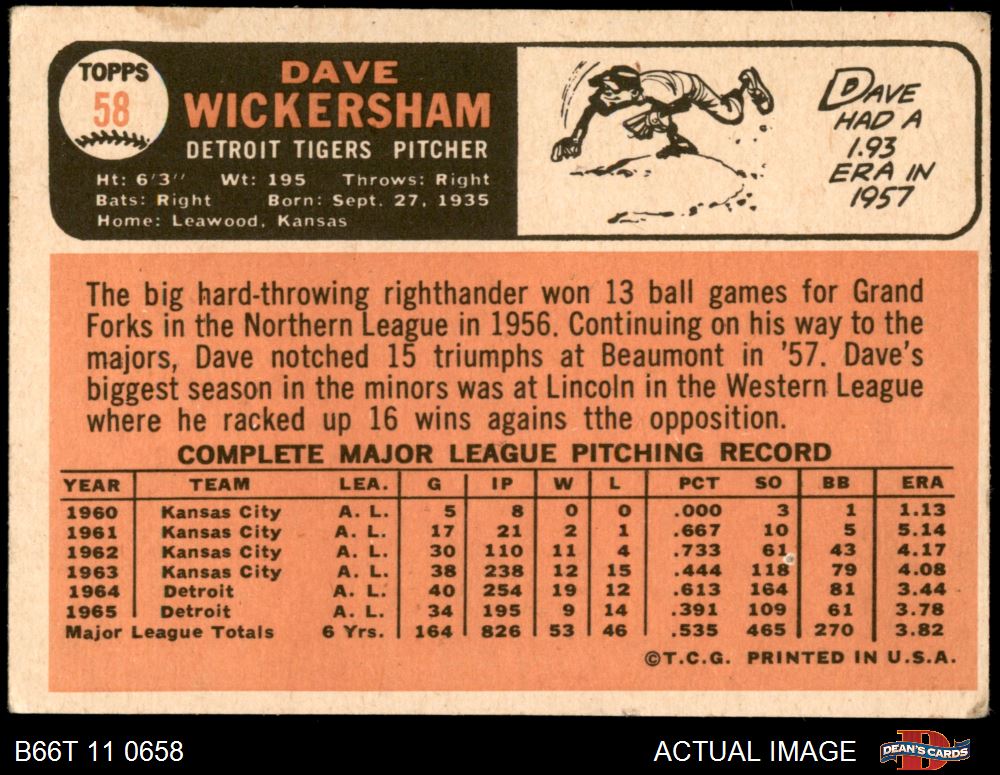 TOPPS
58
DAVE
WICKERSHAM
DETROIT TIGERS PITCHER
Ht: 6'3" Wt: 195 Throws: Right
Bats: Right Born: Sept. 27, 1935
Home: Leawood, Kansas
DAVE
HAD A
1.93
ERA IN
1957
The big hard-throwing righthander won 13 ball games for Grand
Forks in the Northern League in 1956. Continuing on his way to the
majors, Dave notched 15 triumphs at Beaumont in '57. Dave's
biggest season in the minors was at Lincoln in the Western League
where he racked up 16 wins agains tthe opposition.
COMPLETE MAJOR LEAGUE PITCHING RECORD
YEAR TEAM LEA. G IP W L PCT SO BB ERA
1960 Kansas City A. L. 5 8 0 0 .000 3 1 1.13
1961 Kansas City A. L. 17 21 2 1 .667 10 5 5.14
1962 Kansas City A. L. 30 110 11 4 .733 61 43 4.17
1963 Kansas City A. L. 38 238 12 15 .444 118 79 4.08
1964 Detroit A. L. 40 254 19 12 .613 164 81 3.44
1965 Detroit A. L. 34 195 9 14 .391 109 61 3.78
Major League Totals 6 Yrs. 164 826 53 46 .535 465 270 3.82
©T.C.G. PRINTED IN U.S.A.
B66T 11 0658
ACTUAL IMAGE
DEAN'S CARDS